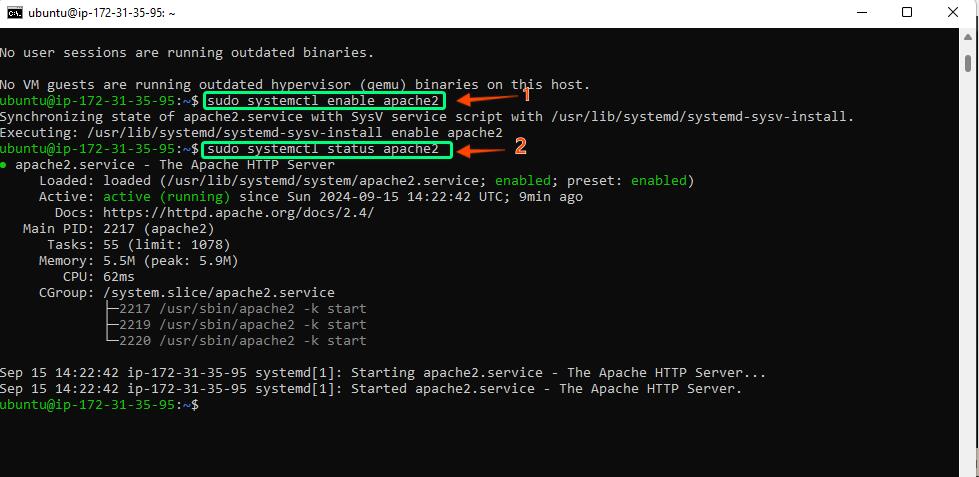 ubuntu@ip-172-31-35-95: ~
No user sessions are running outdated binaries.
No VM guests are running outdated hypervisor (qemu) binaries on this host.
ubuntu@ip-172-31-35-95:~$ sudo systemctl enable apache2 1
Synchronizing state of apache2.service with SysV service script with /usr/lib/systemd/systemd-sysv-install.
Executing: /usr/lib/systemd/systemd-sysv-install enable apache2
ubuntu@ip-172-31-35-95:~$ sudo systemctl status apache2 2
● apache2.service - The Apache HTTP Server
Loaded: loaded (/usr/lib/systemd/system/apache2.service; enabled; preset: enabled)
Active: active (running) since Sun 2024-09-15 14:22:42 UTC; 9min ago
Docs: https://httpd.apache.org/docs/2.4/
Main PID: 2217 (apache2)
Tasks: 55 (limit: 1078)
Memory: 5.5M (peak: 5.9M)
CPU: 62ms
CGroup: /system.slice/apache2.service
├─2217 /usr/sbin/apache2 -k start
├─2219 /usr/sbin/apache2 -k start
└─2220 /usr/sbin/apache2 -k start
Sep 15 14:22:42 ip-172-31-35-95 systemd[1]: Starting apache2.service - The Apache HTTP Server...
Sep 15 14:22:42 ip-172-31-35-95 systemd[1]: Started apache2.service - The Apache HTTP Server.
ubuntu@ip-172-31-35-95:~$